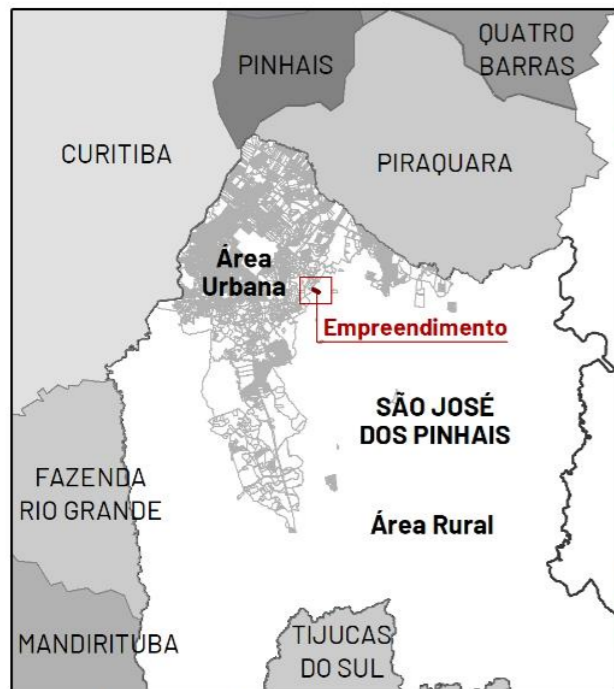 QUATRO
BARRAS
PINHAIS
CURITIBA
PIRAQUARA
Área
Urbana
Empreendimento
SÃO JOSÉ
DOS PINHAIS
FAZENDA
RIO GRANDE
Área Rural
MANDIRITUBA
TIJUCAS
DO SUL